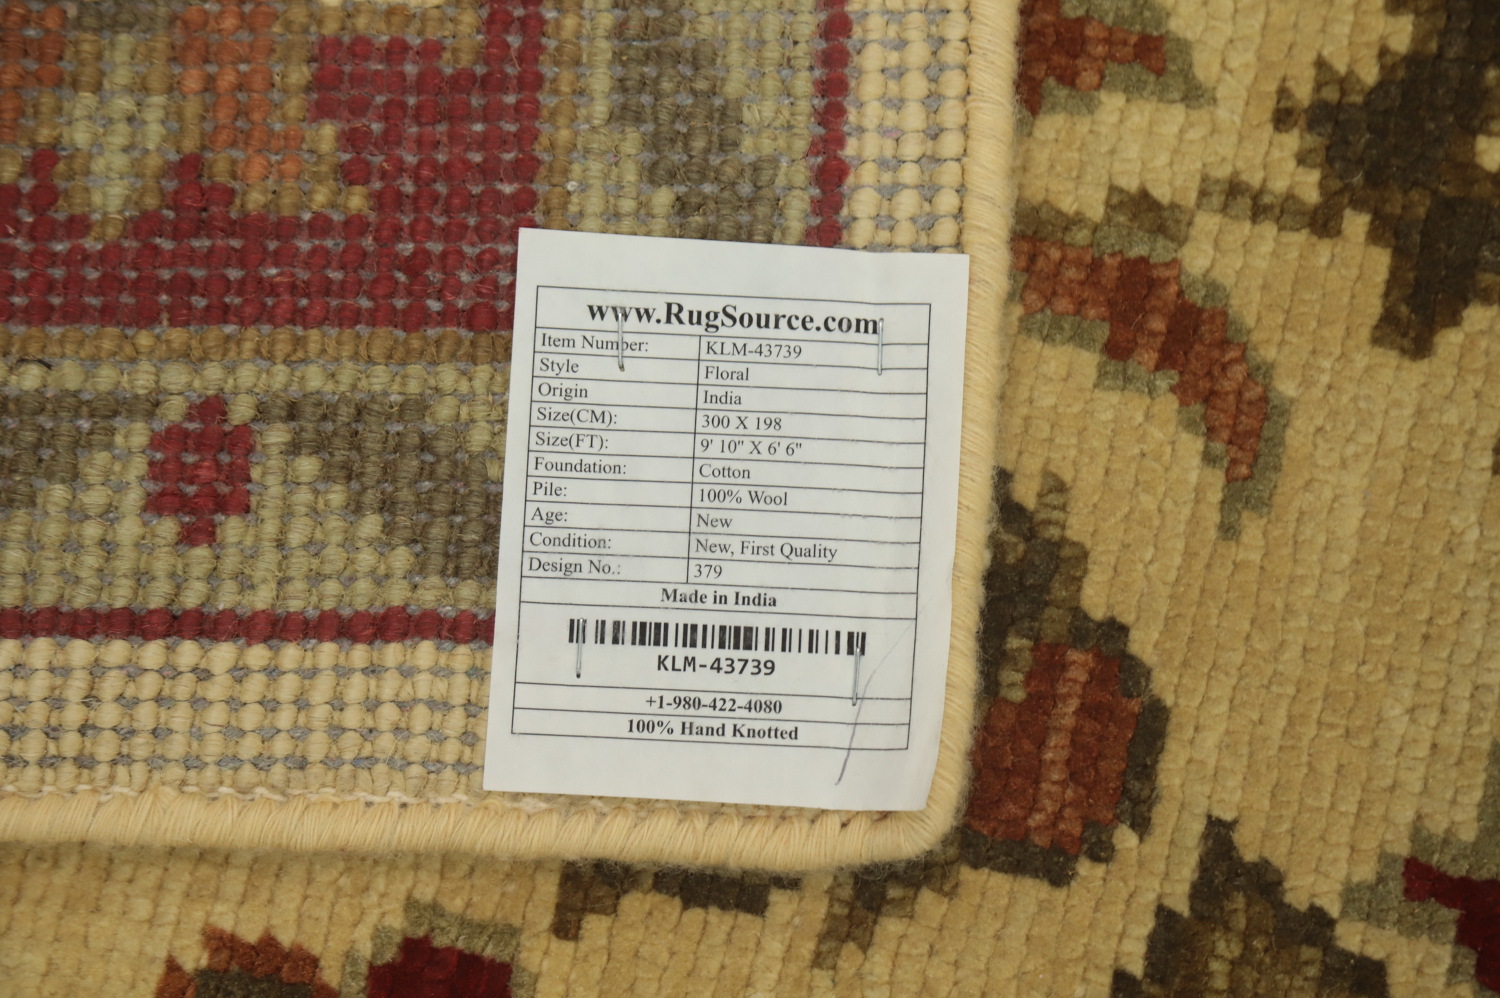 www.RugSource.com
Item Number: KLM-43739
Style Floral
Origin India
Size(CM): 300 X 198
Size(FT): 9' 10" X 6' 6"
Foundation: Cotton
Pile: 100% Wool
Age: New
Condition: New, First Quality
Design No.: 379
Made in India
KLM-43739
+1-980-422-4080
100% Hand Knotted